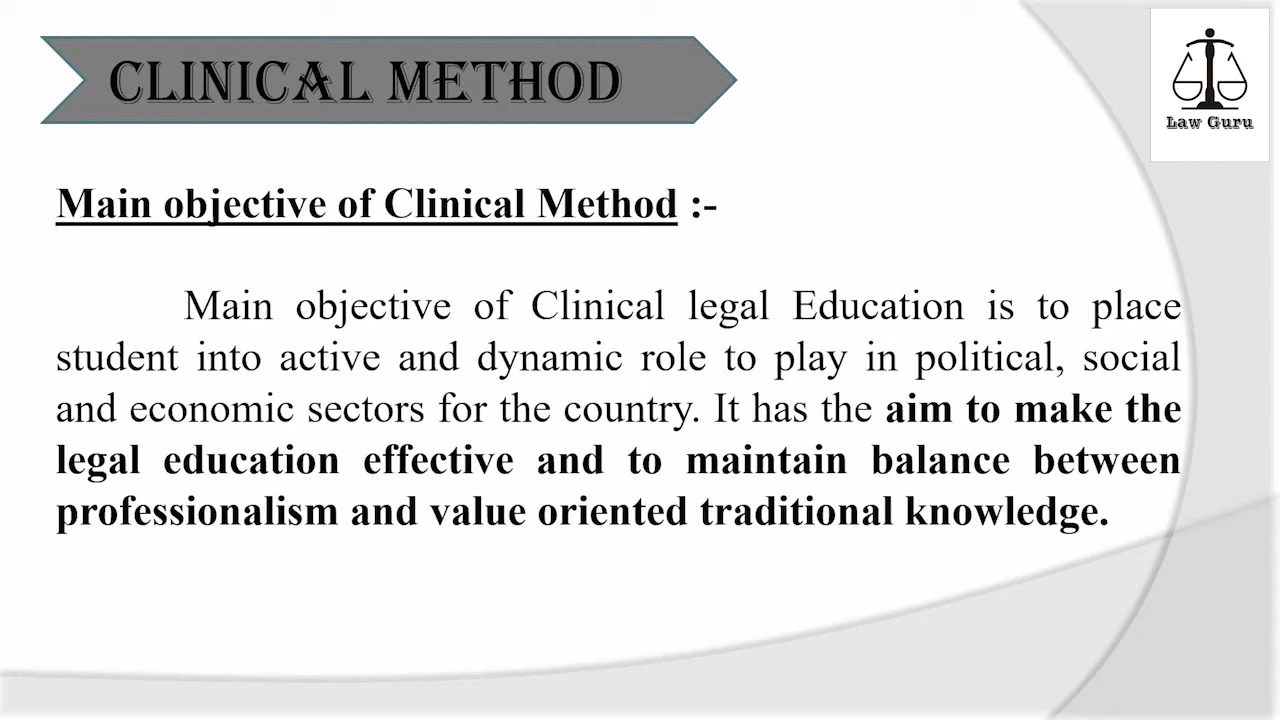 CLINICAL METHOD
Law Guru
Main objective of Clinical Method :-
Main objective of Clinical legal Education is to place
student into active and dynamic role to play in political, social
and economic sectors for the country. It has the aim to make the
legal education effective and to maintain balance between
professionalism and value oriented traditional knowledge.